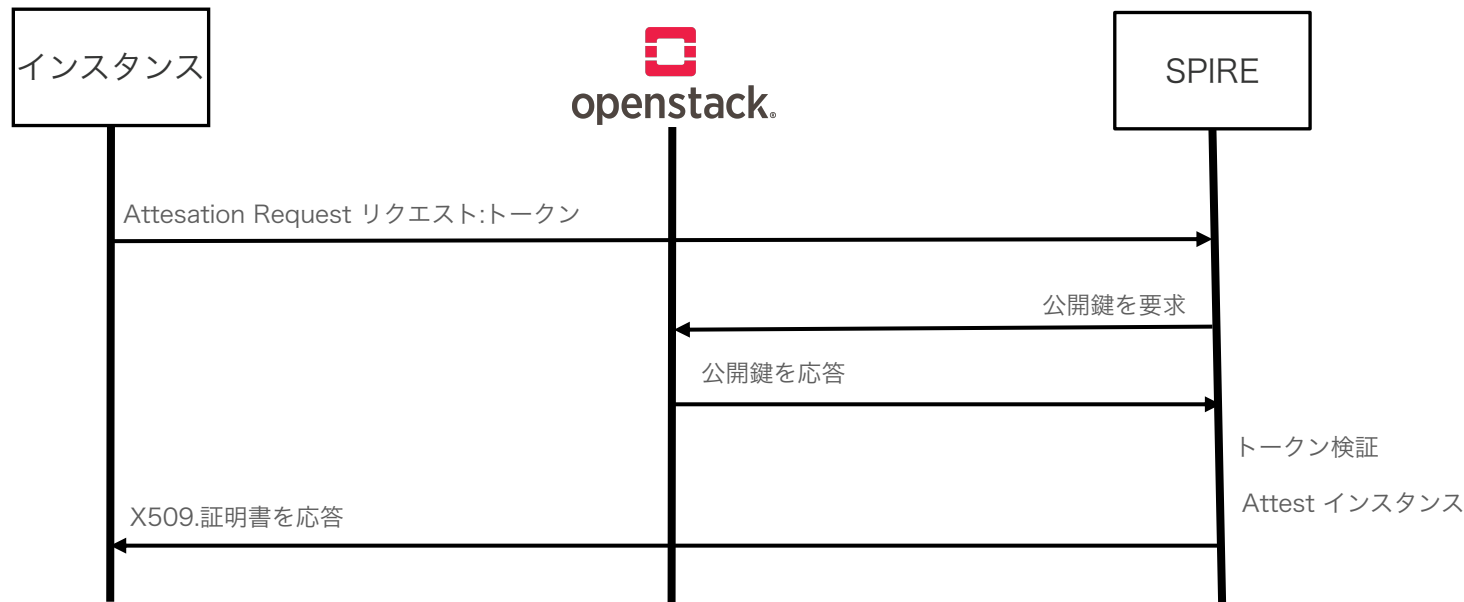 インスタンス
openstack®
SPIRE
Attesation Request リクエスト:トークン
公開鍵を要求
公開鍵を応答
トークン検証
Attest インスタンス
X509.証明書を応答